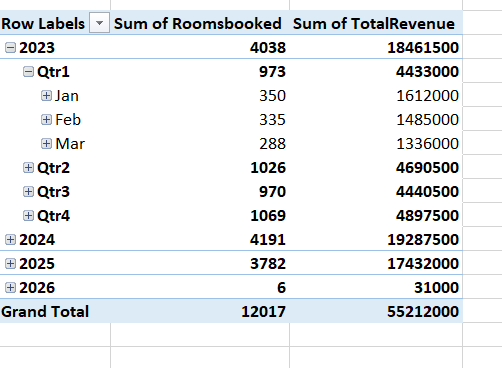 Row Labels Sum of Roomsbooked Sum of TotalRevenue
2023 4038 18461500
Qtr1 973 4433000
Jan 350 1612000
Feb 335 1485000
Mar 288 1336000
Qtr2 1026 4690500
Qtr3 970 4440500
Qtr4 1069 4897500
2024 4191 19287500
2025 3782 17432000
2026 6 31000
Grand Total 12017 55212000